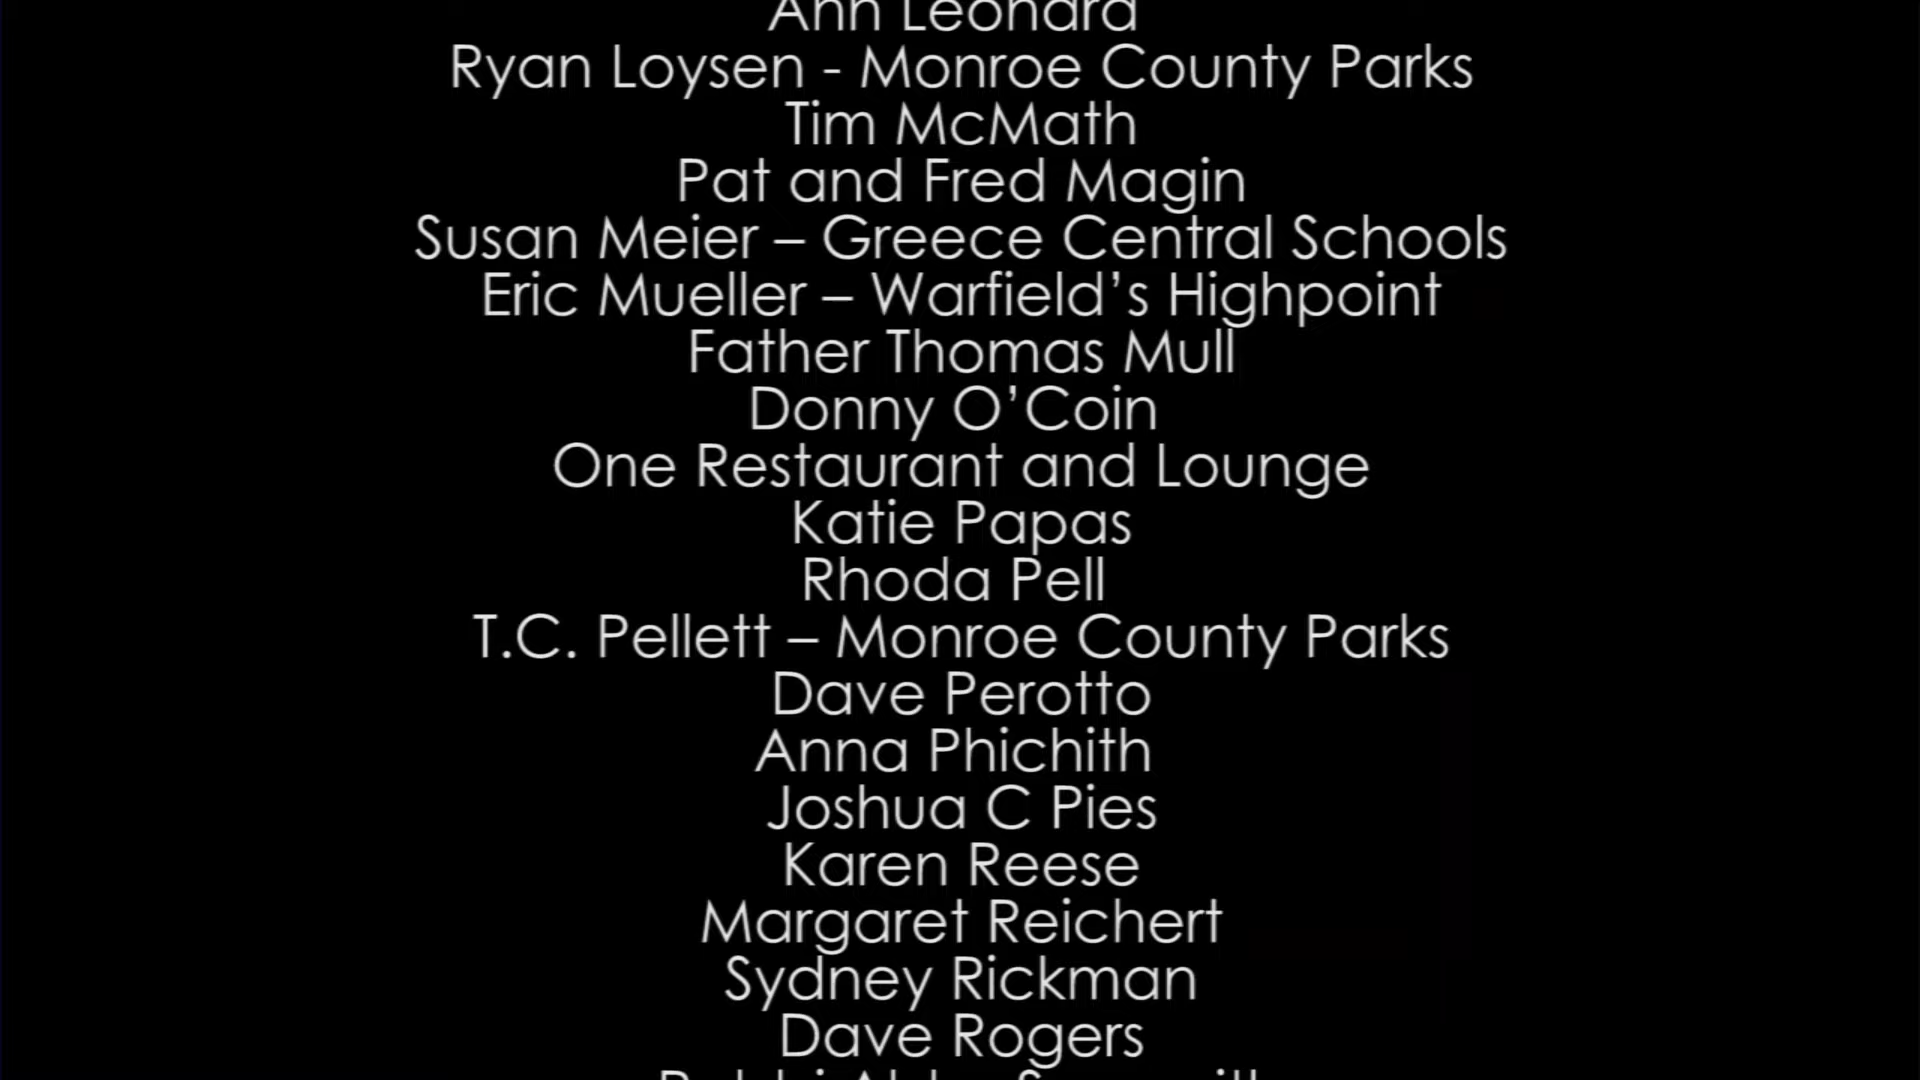 Ann Leonard
Ryan Loysen - Monroe County Parks
Tim McMath
Pat and Fred Magin
Susan Meier – Greece Central Schools
Eric Mueller – Warfield’s Highpoint
Father Thomas Mull
Donny O’Coin
One Restaurant and Lounge
Katie Papas
Rhoda Pell
T.C. Pellett – Monroe County Parks
Dave Perotto
Anna Phichith
Joshua C Pies
Karen Reese
Margaret Reichert
Sydney Rickman
Dave Rogers